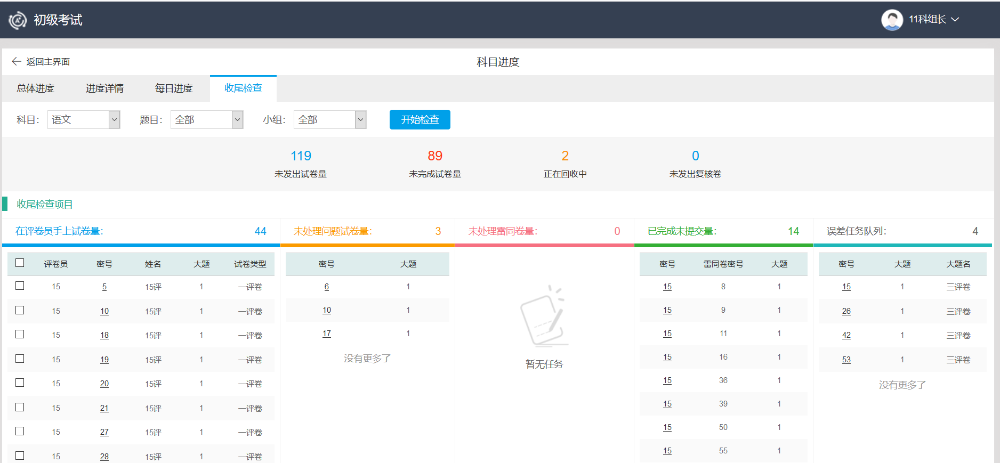 初级考试
11科组长
返回主界面
科目进度
总体进度 进度详情 每日进度 收尾检查
科目： 语文 题目： 全部 小组： 全部 开始检查
119 89 2 0
未发出试卷量 未完成试卷量 正在回收中 未发出复核卷
收尾检查项目
在评卷员手上试卷量： 44
评卷员 密号 姓名 大题 试卷类型
15 5 15评 1 一评卷
15 10 15评 1 一评卷
15 18 15评 1 一评卷
15 19 15评 1 一评卷
15 20 15评 1 一评卷
15 21 15评 1 一评卷
15 27 15评 1 一评卷
15 28 15评 1 一评卷
未处理问题试卷量： 3
密号 大题
6 1
10 1
17 1
没有更多了
未处理雷同卷量： 0
暂无任务
已完成未提交量： 14
密号 雷同卷密号 大题
15 8 1
15 9 1
15 11 1
15 16 1
15 36 1
15 39 1
15 50 1
15 55 1
误差任务队列： 4
密号 大题 大题名
15 1 三评卷
26 1 三评卷
42 1 三评卷
53 1 三评卷
没有更多了